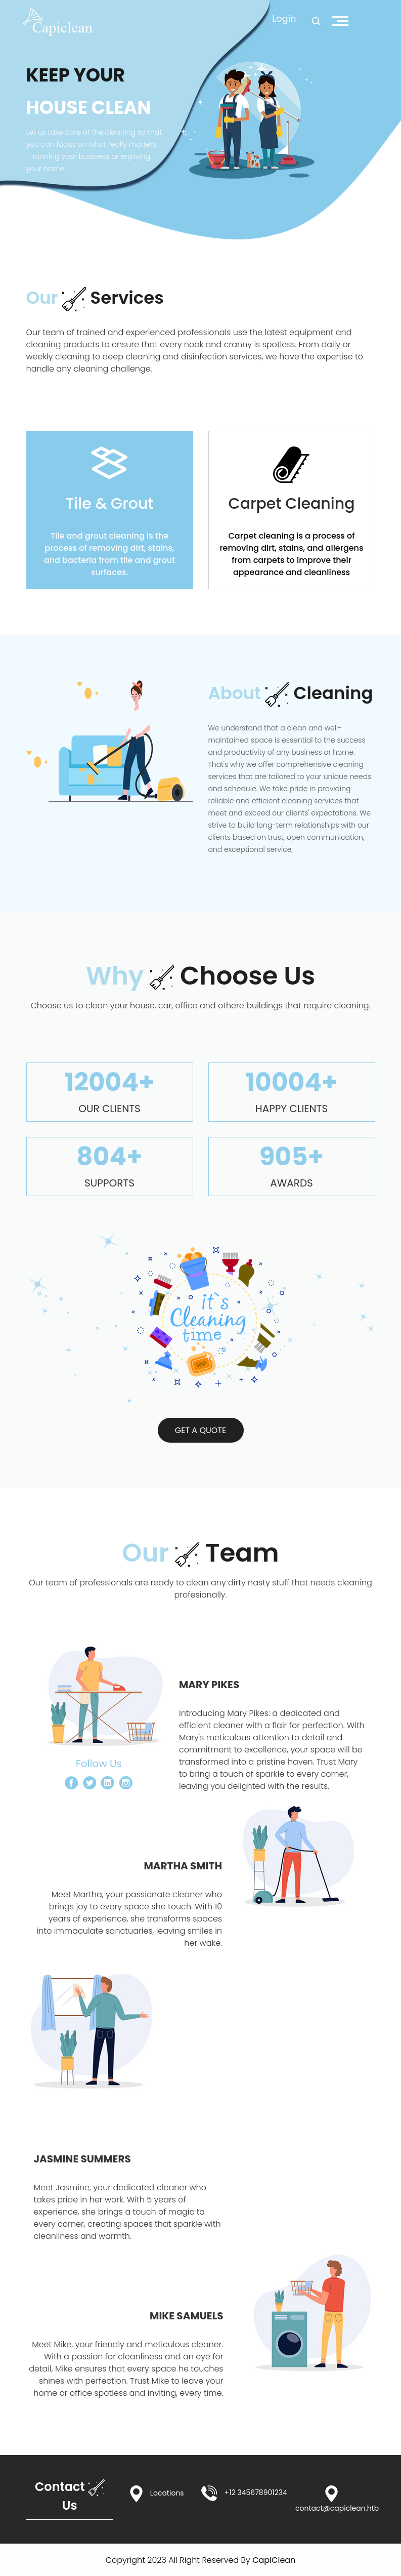 Capiclean
Login
KEEP YOUR
HOUSE CLEAN
Let us take care of the cleaning so that
you can focus on what really matters
– running your business or enjoying
your home
Our Services
Our team of trained and experienced professionals use the latest equipment and
cleaning products to ensure that every nook and cranny is spotless. From daily or
weekly cleaning to deep cleaning and disinfection services, we have the expertise to
handle any cleaning challenge.
Tile & Grout
Tile and grout cleaning is the
process of removing dirt, stains,
and bacteria from tile and grout
surfaces.
Carpet Cleaning
Carpet cleaning is a process of
removing dirt, stains, and allergens
from carpets to improve their
appearance and cleanliness
About Cleaning
We understand that a clean and well-
maintained space is essential to the success
and productivity of any business or home.
That's why we offer comprehensive cleaning
services that are tailored to your unique needs
and schedule. We take pride in providing
reliable and efficient cleaning services that
meet and exceed our clients' expectations. We
strive to build long-term relationships with our
clients based on trust, open communication,
and exceptional service,
Why Choose Us
Choose us to clean your house, car, office and othere buildings that require cleaning.
12004+
OUR CLIENTS
10004+
HAPPY CLIENTS
804+
SUPPORTS
905+
AWARDS
it`s
Cleaning
time
SOAP
GET A QUOTE
Our Team
Our team of professionals are ready to clean any dirty nasty stuff that needs cleaning
profesionally.
MARY PIKES
Introducing Mary Pikes: a dedicated and
efficient cleaner with a flair for perfection. With
Mary's meticulous attention to detail and
commitment to excellence, your space will be
transformed into a pristine haven. Trust Mary
to bring a touch of sparkle to every corner,
leaving you delighted with the results.
Follow Us
MARTHA SMITH
Meet Martha, your passionate cleaner who
brings joy to every space she touch. With 10
years of experience, she transforms spaces
into immaculate sanctuaries, leaving smiles in
her wake.
JASMINE SUMMERS
Meet Jasmine, your dedicated cleaner who
takes pride in her work. With 5 years of
experience, she brings a touch of magic to
every corner, creating spaces that sparkle with
cleanliness and warmth.
MIKE SAMUELS
Meet Mike, your friendly and meticulous cleaner.
With a passion for cleanliness and an eye for
detail, Mike ensures that every space he touches
shines with perfection. Trust Mike to leave your
home or office spotless and inviting, every time.
Contact
Us
Locations
+12 345678901234
contact@capiclean.htb
Copyright 2023 All Right Reserved By CapiClean